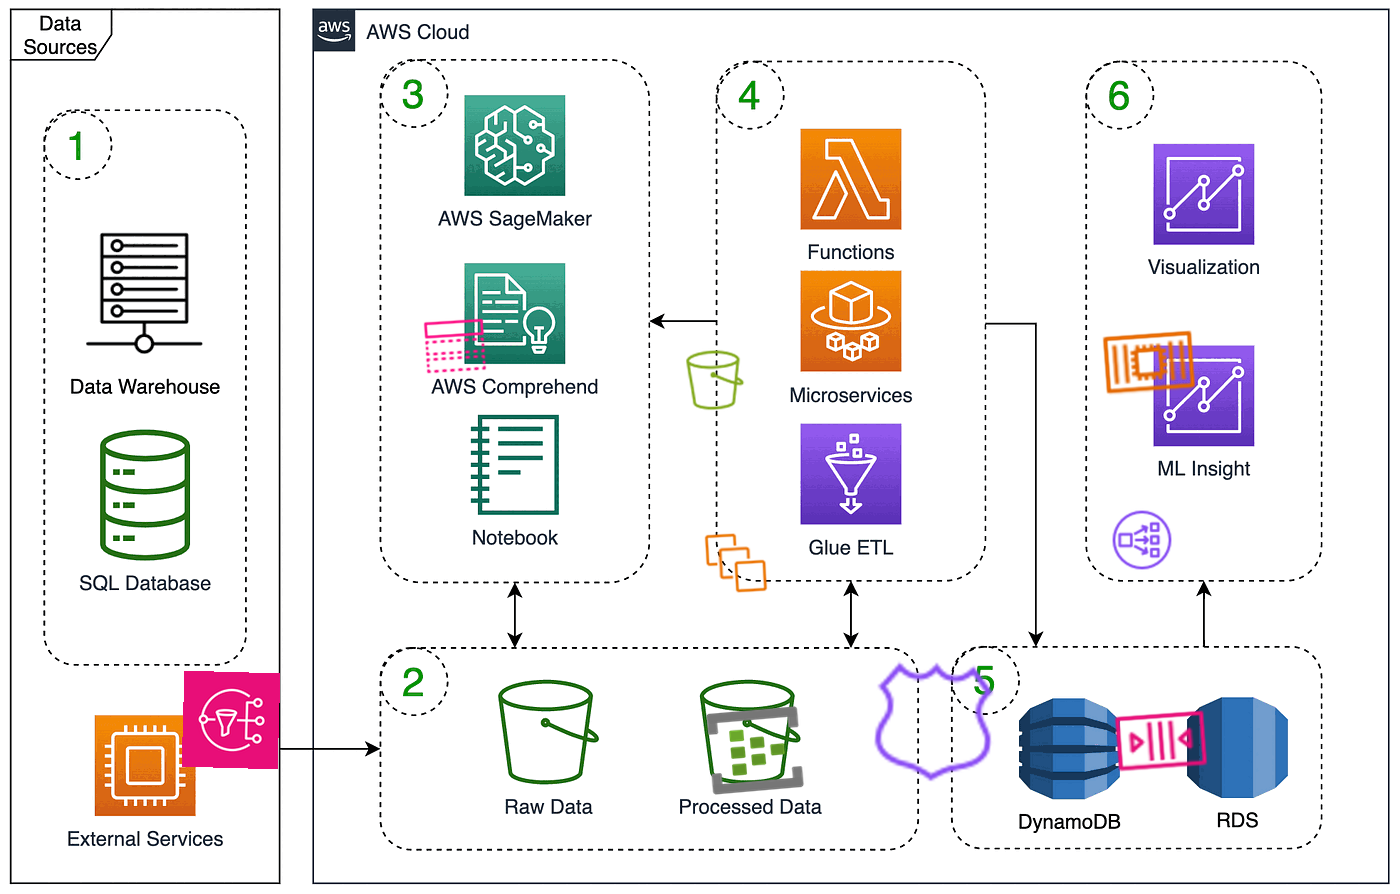 Data
Sources
aws
AWS Cloud
1
Data Warehouse
SQL Database
External Services
3
AWS SageMaker
AWS Comprehend
Notebook
4
Functions
Microservices
Glue ETL
6
Visualization
ML Insight
2
Raw Data
Processed Data
5
DynamoDB
RDS